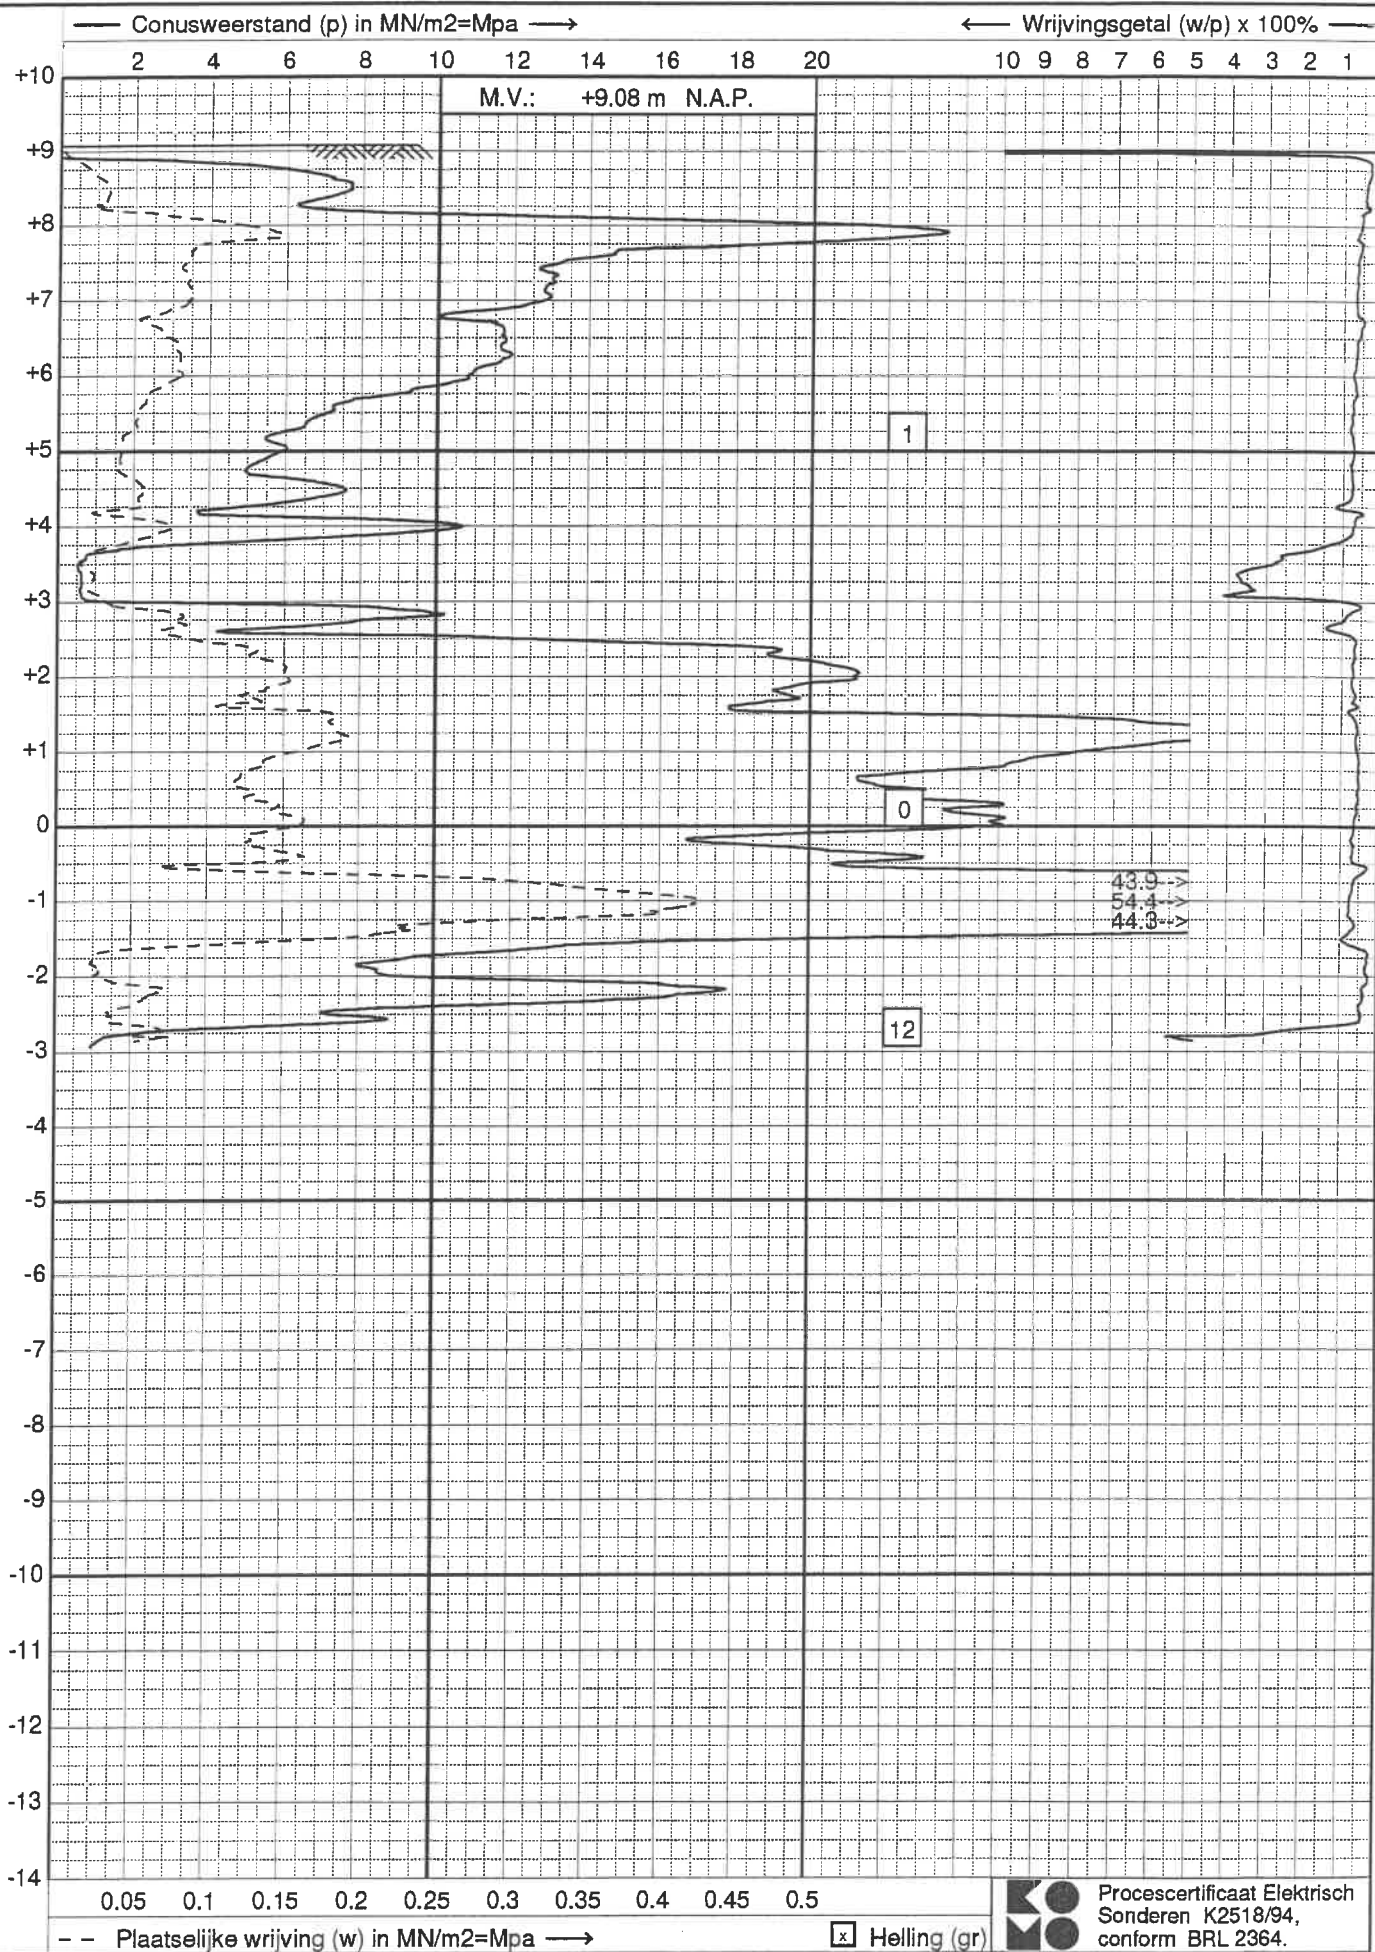 Conusweerstand (p) in MN/m2=Mpa
Wrijvingsgetal (w/p) x 100%
2 4 6 8 10 12 14 16 18 20 10 9 8 7 6 5 4 3 2 1
+10
M.V.: +9.08 m N.A.P.
+9
+8
+7
+6
1
+5
+4
+3
+2
+1
0
0
43.9-->
-1
54.4-->
44.3-->
-2
12
-3
-4
-5
-6
-7
-8
-9
-10
-11
-12
-13
-14
0.05 0.1 0.15 0.2 0.25 0.3 0.35 0.4 0.45 0.5
Plaatselijke wrijving (w) in MN/m2=Mpa
x Helling (gr)
KOMO
Procescertificaat Elektrisch
Sonderen K2518/94,
conform BRL 2364.